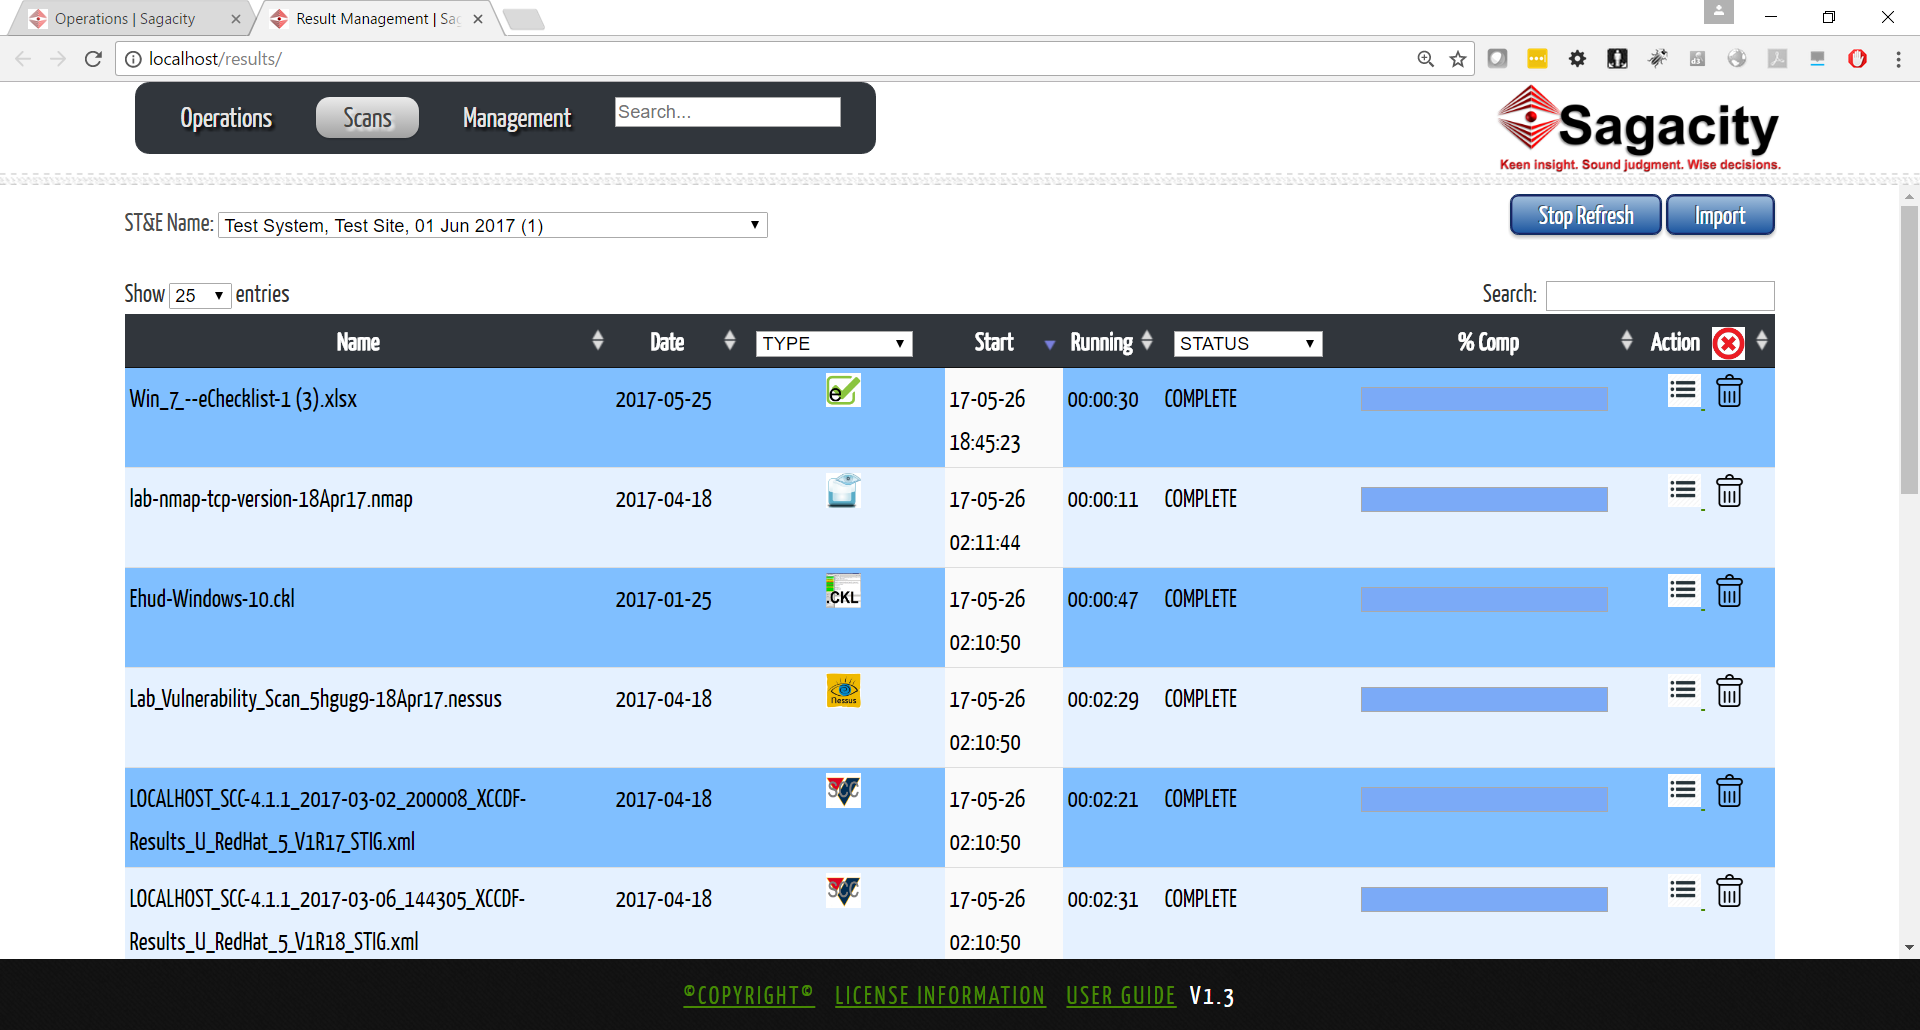 Operations | Sagacity
Result Management | Sag
localhost/results/
Operations
Scans
Management
Search...
Sagacity
Keen insight. Sound judgment. Wise decisions.
ST&E Name:
Test System, Test Site, 01 Jun 2017 (1)
Stop Refresh
Import
Show 25 entries
Search:
Name Date TYPE Start Running STATUS % Comp Action
Win_7_--eChecklist-1 (3).xlsx 2017-05-25 e 17-05-26 00:00:30 COMPLETE
18:45:23
lab-nmap-tcp-version-18Apr17.nmap 2017-04-18 17-05-26 00:00:11 COMPLETE
02:11:44
Ehud-Windows-10.ckl 2017-01-25 .CKL 17-05-26 00:00:47 COMPLETE
02:10:50
Lab_Vulnerability_Scan_5hgug9-18Apr17.nessus 2017-04-18 Nessus 17-05-26 00:02:29 COMPLETE
02:10:50
LOCALHOST_SCC-4.1.1_2017-03-02_200008_XCCDF- 2017-04-18 SCC 17-05-26 00:02:21 COMPLETE
Results_U_RedHat_5_V1R17_STIG.xml 02:10:50
LOCALHOST_SCC-4.1.1_2017-03-06_144305_XCCDF- 2017-04-18 SCC 17-05-26 00:02:31 COMPLETE
Results_U_RedHat_5_V1R18_STIG.xml 02:10:50
©COPYRIGHT© LICENSE INFORMATION USER GUIDE V1.3